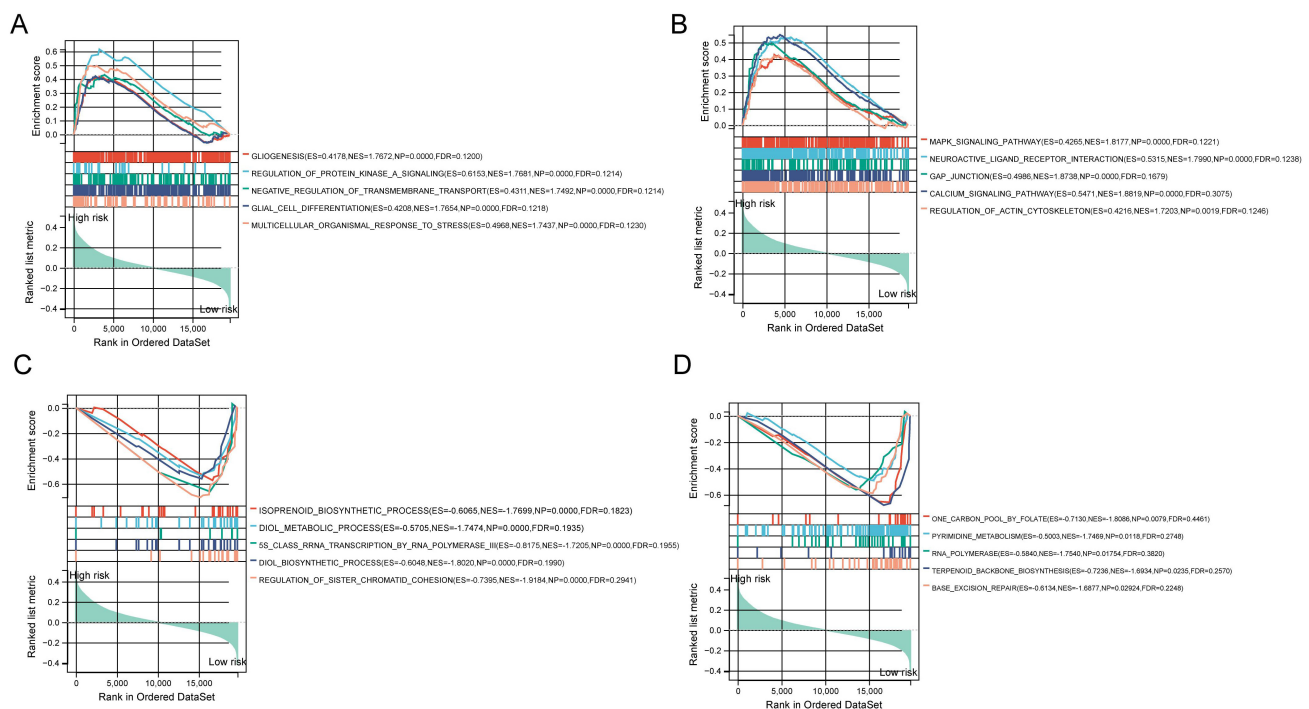 A
Enrichment score
0.6
0.5
0.4
0.3
0.2
0.1
0.0
GLIOGENESIS(ES=0.4178,NES=1.7672,NP=0.0000,FDR=0.1200)
REGULATION_OF_PROTEIN_KINASE_A_SIGNALING(ES=0.6153,NES=1.7681,NP=0.0000,FDR=0.1214)
NEGATIVE_REGULATION_OF_TRANSMEMBRANE_TRANSPORT(ES=0.4311,NES=1.7492,NP=0.0000,FDR=0.1214)
GLIAL_CELL_DIFFERENTIATION(ES=0.4208,NES=1.7654,NP=0.0000,FDR=0.1218)
MULTICELLULAR_ORGANISMAL_RESPONSE_TO_STRESS(ES=0.4968,NES=1.7437,NP=0.0000,FDR=0.1230)
High risk
Ranked list metric
0.4
0.2
0.0
−0.2
−0.4
Low risk
0 5,000 10,000 15,000
Rank in Ordered DataSet
B
Enrichment score
0.5
0.4
0.3
0.2
0.1
0.0
MAPK_SIGNALING_PATHWAY(ES=0.4265,NES=1.8177,NP=0.0000,FDR=0.1221)
NEUROACTIVE_LIGAND_RECEPTOR_INTERACTION(ES=0.5315,NES=1.7990,NP=0.0000,FDR=0.1238)
GAP_JUNCTION(ES=0.4986,NES=1.8738,NP=0.0000,FDR=0.1679)
CALCIUM_SIGNALING_PATHWAY(ES=0.5471,NES=1.8819,NP=0.0000,FDR=0.3075)
REGULATION_OF_ACTIN_CYTOSKELETON(ES=0.4216,NES=1.7203,NP=0.0019,FDR=0.1246)
High risk
Ranked list metric
0.4
0.2
0.0
−0.2
−0.4
Low risk
0 5,000 10,000 15,000
Rank in Ordered DataSet
C
Enrichment score
0.0
−0.2
−0.4
−0.6
ISOPRENOID_BIOSYNTHETIC_PROCESS(ES=-0.6065,NES=-1.7699,NP=0.0000,FDR=0.1823)
DIOL_METABOLIC_PROCESS(ES=-0.5705,NES=-1.7474,NP=0.0000,FDR=0.1935)
5S_CLASS_RRNA_TRANSCRIPTION_BY_RNA_POLYMERASE_III(ES=-0.8175,NES=-1.7205,NP=0.0000,FDR=0.1955)
DIOL_BIOSYNTHETIC_PROCESS(ES=-0.6048,NES=-1.8020,NP=0.0000,FDR=0.1990)
REGULATION_OF_SISTER_CHROMATID_COHESION(ES=-0.7395,NES=-1.9184,NP=0.0000,FDR=0.2941)
High risk
Ranked list metric
0.4
0.2
0.0
−0.2
−0.4
Low risk
0 5,000 10,000 15,000
Rank in Ordered DataSet
D
Enrichment score
0.0
−0.2
−0.4
−0.6
ONE_CARBON_POOL_BY_FOLATE(ES=-0.7130,NES=-1.8086,NP=0.0079,FDR=0.4461)
PYRIMIDINE_METABOLISM(ES=-0.5003,NES=-1.7469,NP=0.0118,FDR=0.2748)
RNA_POLYMERASE(ES=-0.5840,NES=-1.7540,NP=0.01754,FDR=0.3820)
TERPENOID_BACKBONE_BIOSYNTHESIS(ES=-0.7236,NES=-1.6934,NP=0.0235,FDR=0.2570)
BASE_EXCISION_REPAIR(ES=-0.6134,NES=-1.6877,NP=0.02924,FDR=0.2248)
High risk
Ranked list metric
0.4
0.2
0.0
−0.2
−0.4
Low risk
0 5,000 10,000 15,000
Rank in Ordered DataSet